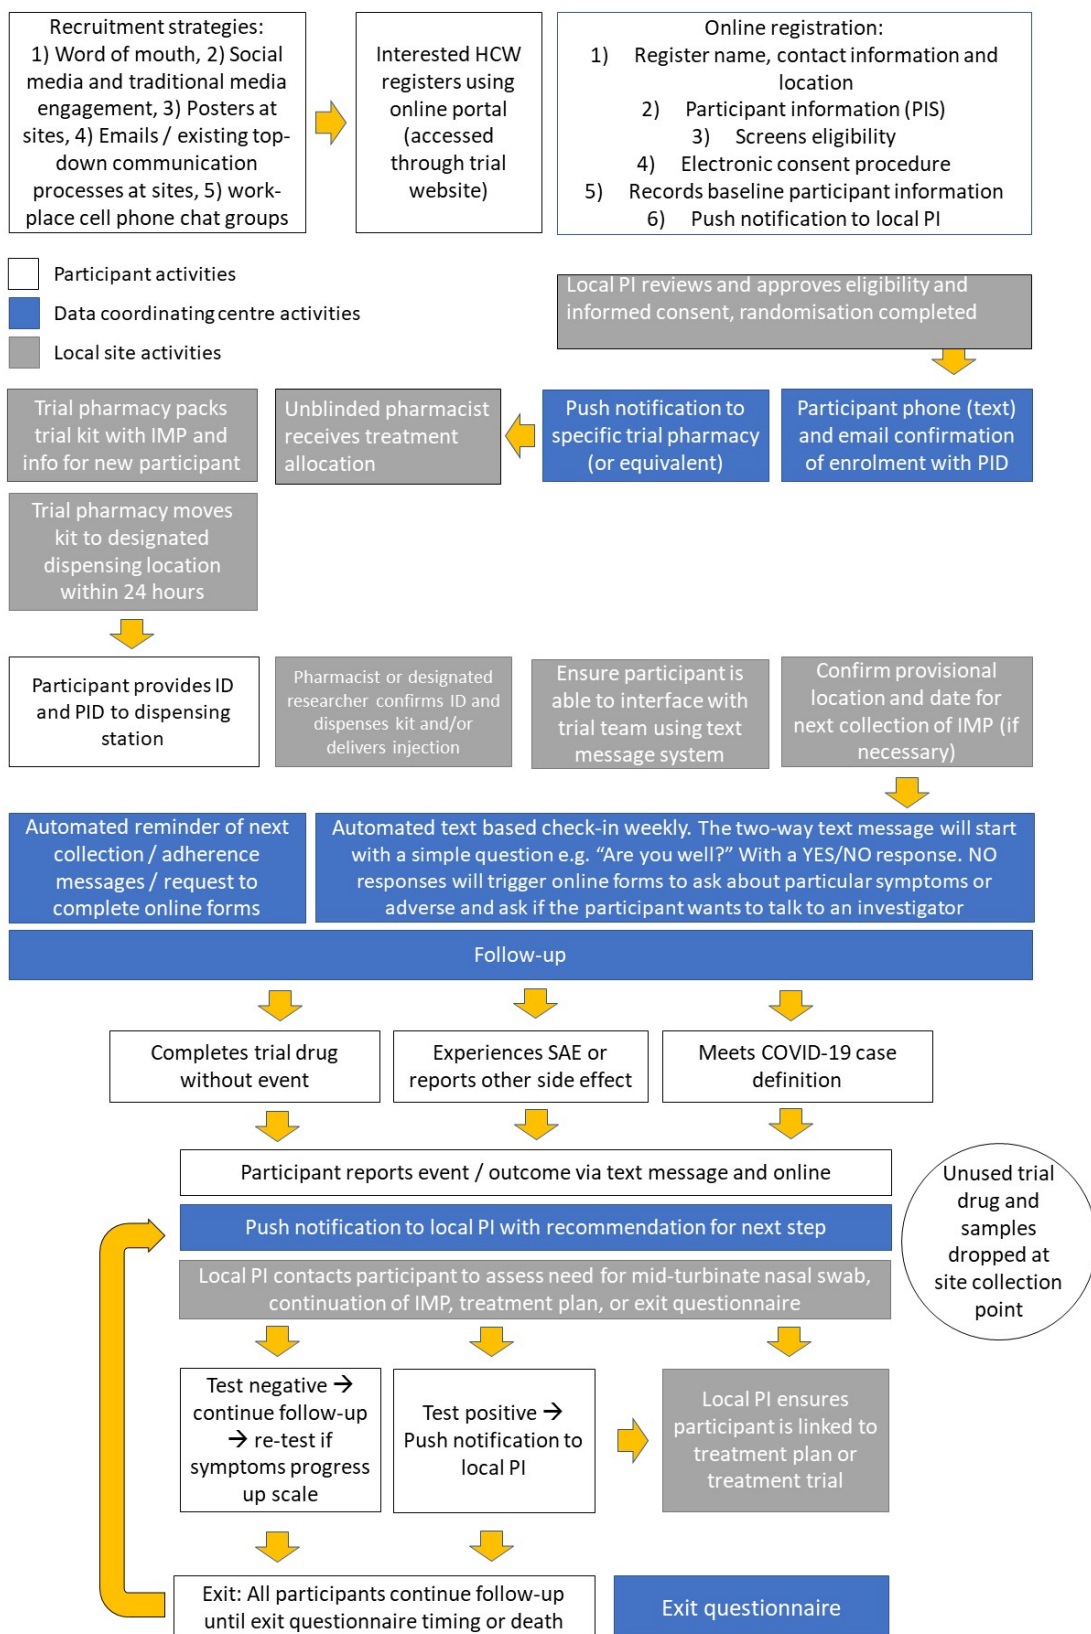 Recruitment strategies:
1) Word of mouth, 2) Social
media and traditional media
engagement, 3) Posters at
sites, 4) Emails / existing top-
down communication
processes at sites, 5) work-
place cell phone chat groups
Interested HCW
registers using
online portal
(accessed
through trial
website)
Online registration:
1) Register name, contact information and
location
2) Participant information (PIS)
3) Screens eligibility
4) Electronic consent procedure
5) Records baseline participant information
6) Push notification to local PI
Participant activities
Data coordinating centre activities
Local site activities
Local PI reviews and approves eligibility and
informed consent, randomisation completed
Trial pharmacy packs
trial kit with IMP and
info for new participant
Unblinded pharmacist
receives treatment
allocation
Push notification to
specific trial pharmacy
(or equivalent)
Participant phone (text)
and email confirmation
of enrolment with PID
Trial pharmacy moves
kit to designated
dispensing location
within 24 hours
Participant provides ID
and PID to dispensing
station
Pharmacist or designated
researcher confirms ID and
dispenses kit and/or
delivers injection
Ensure participant is
able to interface with
trial team using text
message system
Confirm provisional
location and date for
next collection of IMP (if
necessary)
Automated reminder of next
collection / adherence
messages / request to
complete online forms
Automated text based check-in weekly. The two-way text message will start
with a simple question e.g. “Are you well?” With a YES/NO response. NO
responses will trigger online forms to ask about particular symptoms or
adverse and ask if the participant wants to talk to an investigator
Follow-up
Completes trial drug
without event
Experiences SAE or
reports other side effect
Meets COVID-19 case
definition
Participant reports event / outcome via text message and online
Push notification to local PI with recommendation for next step
Local PI contacts participant to assess need for mid-turbinate nasal swab,
continuation of IMP, treatment plan, or exit questionnaire
Unused trial
drug and
samples
dropped at
site collection
point
Test negative →
continue follow-up
→ re-test if
symptoms progress
up scale
Test positive →
Push notification to
local PI
Local PI ensures
participant is linked to
treatment plan or
treatment trial
Exit: All participants continue follow-up
until exit questionnaire timing or death
Exit questionnaire